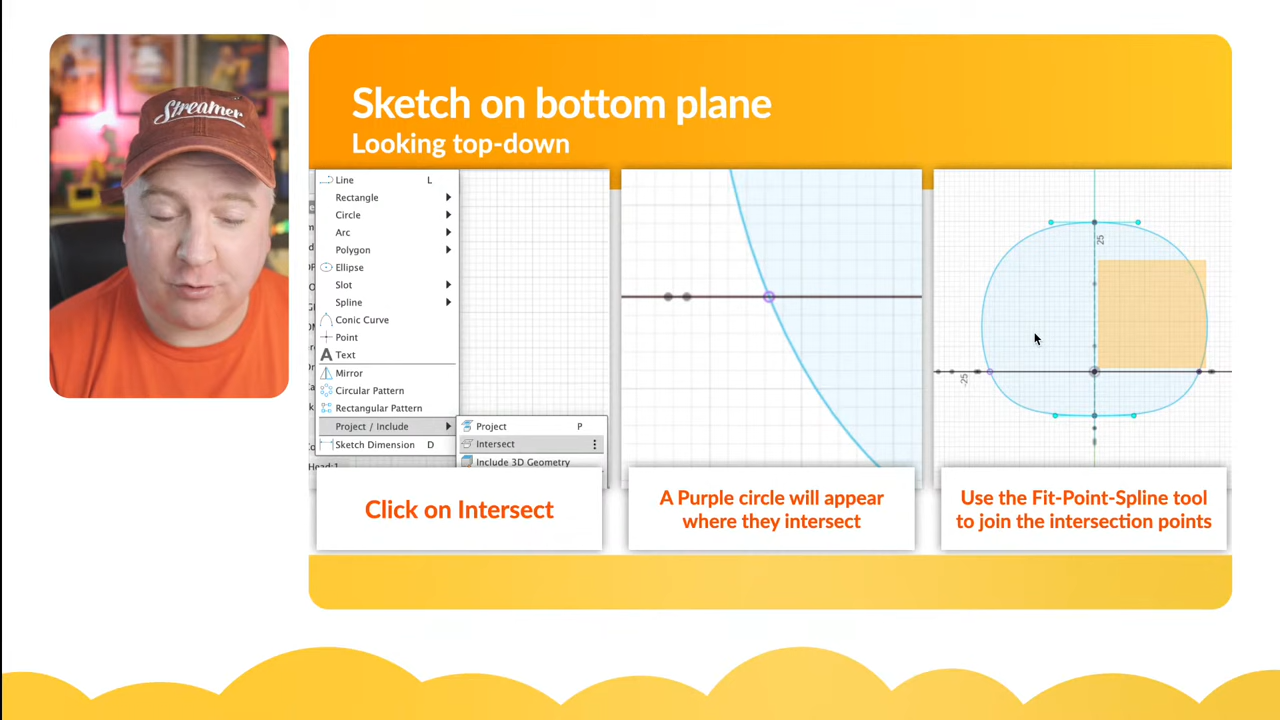 Streamer
Sketch on bottom plane
Looking top-down
Line L
Rectangle
Circle
Arc
Polygon
Ellipse
Slot
Spline
Conic Curve
Point
A Text
Mirror
Circular Pattern
Rectangular Pattern
Project / Include
Sketch Dimension D
Project P
Intersect
Include 3D Geometry
Head:1
25
-25
Click on Intersect
A Purple circle will appear
where they intersect
Use the Fit-Point-Spline tool
to join the intersection points